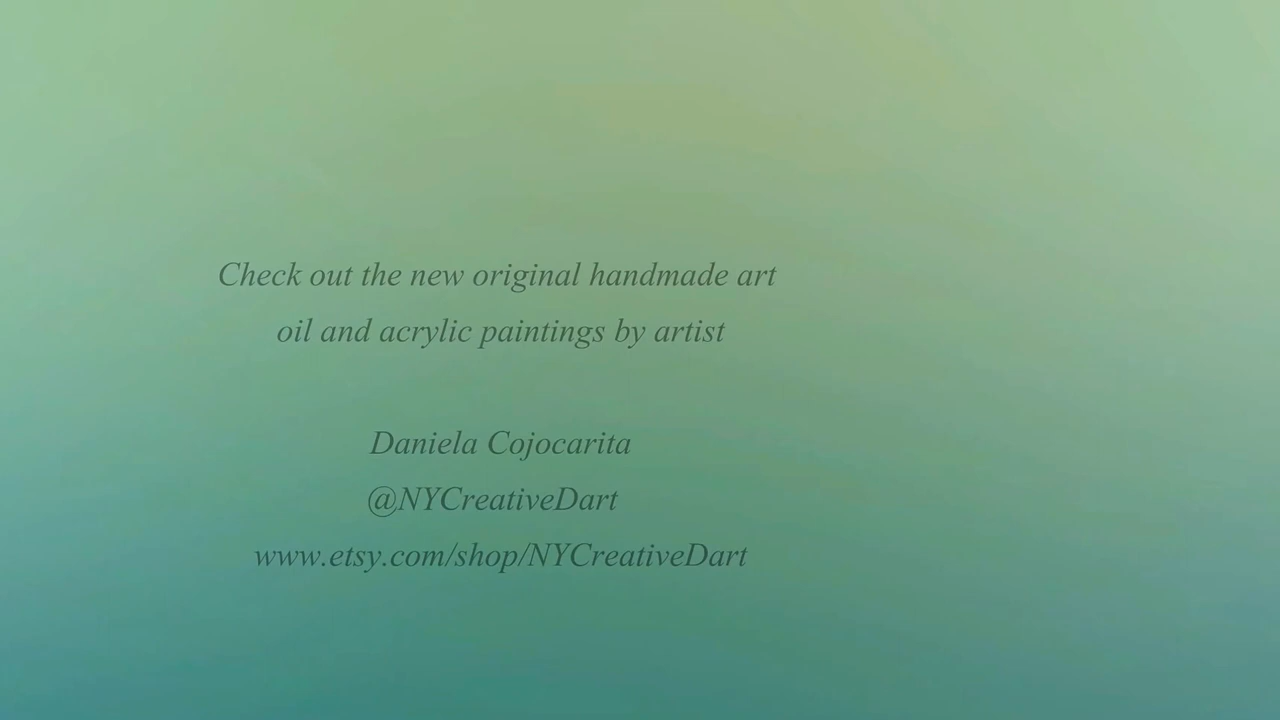 Check out the new original handmade art
oil and acrylic paintings by artist
Daniela Cojocarita
@NYCreativeDart
www.etsy.com/shop/NYCreativeDart